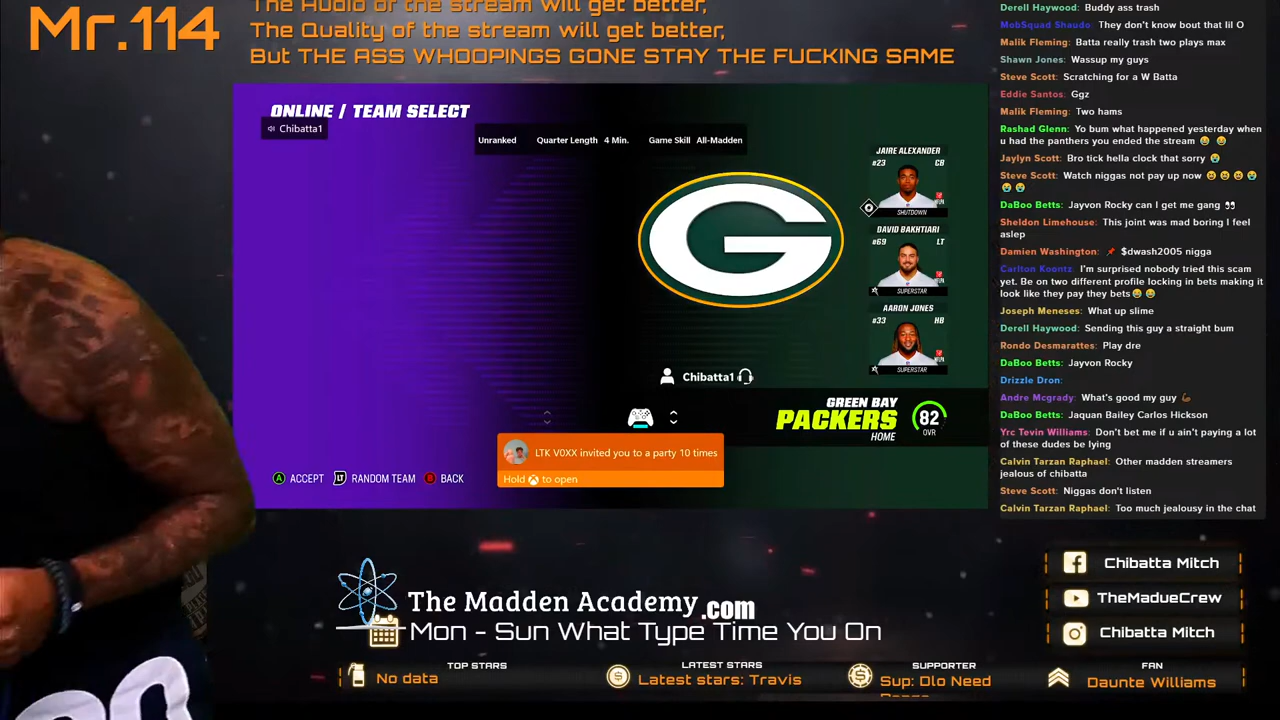 The Audio of the stream will get better,
Mr.114
The Quality of the stream will get better,
But THE ASS WHOOPINGS GONE STAY THE FUCKING SAME
ONLINE / TEAM SELECT
Chibatta1
Unranked Quarter Length 4 Min. Game Skill All-Madden
G
JAIRE ALEXANDER
#23 CB
SHUTDOWN
DAVID BAKHTIARI
#69 LT
SUPERSTAR
AARON JONES
#33 HB
SUPERSTAR
Chibatta1
GREEN BAY
PACKERS
HOME
82
OVR
LTK V0XX invited you to a party 10 times
Hold to open
A ACCEPT LT RANDOM TEAM B BACK
Derell Haywood: Buddy ass trash
MobSquad Shaudo: They don't know bout that lil O
Malik Fleming: Batta really trash two plays max
Shawn Jones: Wassup my guys
Steve Scott: Scratching for a W Batta
Eddie Santos: Ggz
Malik Fleming: Two hams
Rashad Glenn: Yo bum what happened yesterday when
u had the panthers you ended the stream 😂 😂
Jaylyn Scott: Bro tick hella clock that sorry 😭
Steve Scott: Watch niggas not pay up now 😆 😆 😆 😭
😭 😭
DaBoo Betts: Jayvon Rocky can I get me gang 👀
Sheldon Limehouse: This joint was mad boring I feel
aslep
Damien Washington: 📌 $dwash2005 nigga
Carlton Koontz: I'm surprised nobody tried this scam
yet. Be on two different profile locking in bets making it
look like they pay they bets😂 😂
Joseph Meneses: What up slime
Derell Haywood: Sending this guy a straight bum
Rondo Desmarattes: Play dre
DaBoo Betts: Jayvon Rocky
Drizzle Dron:
Andre Mcgrady: What's good my guy 💪🏾
DaBoo Betts: Jaquan Bailey Carlos Hickson
Yrc Tevin Williams: Don't bet me if u ain't paying a lot
of these dudes be lying
Calvin Tarzan Raphael: Other madden streamers
jealous of chibatta
Steve Scott: Niggas don't listen
Calvin Tarzan Raphael: Too much jealousy in the chat
The Madden Academy.com
Mon - Sun What Type Time You On
Chibatta Mitch
TheMadueCrew
Chibatta Mitch
TOP STARS
No data
LATEST STARS
Latest stars: Travis
SUPPORTER
Sup: Dlo Need
FAN
Daunte Williams